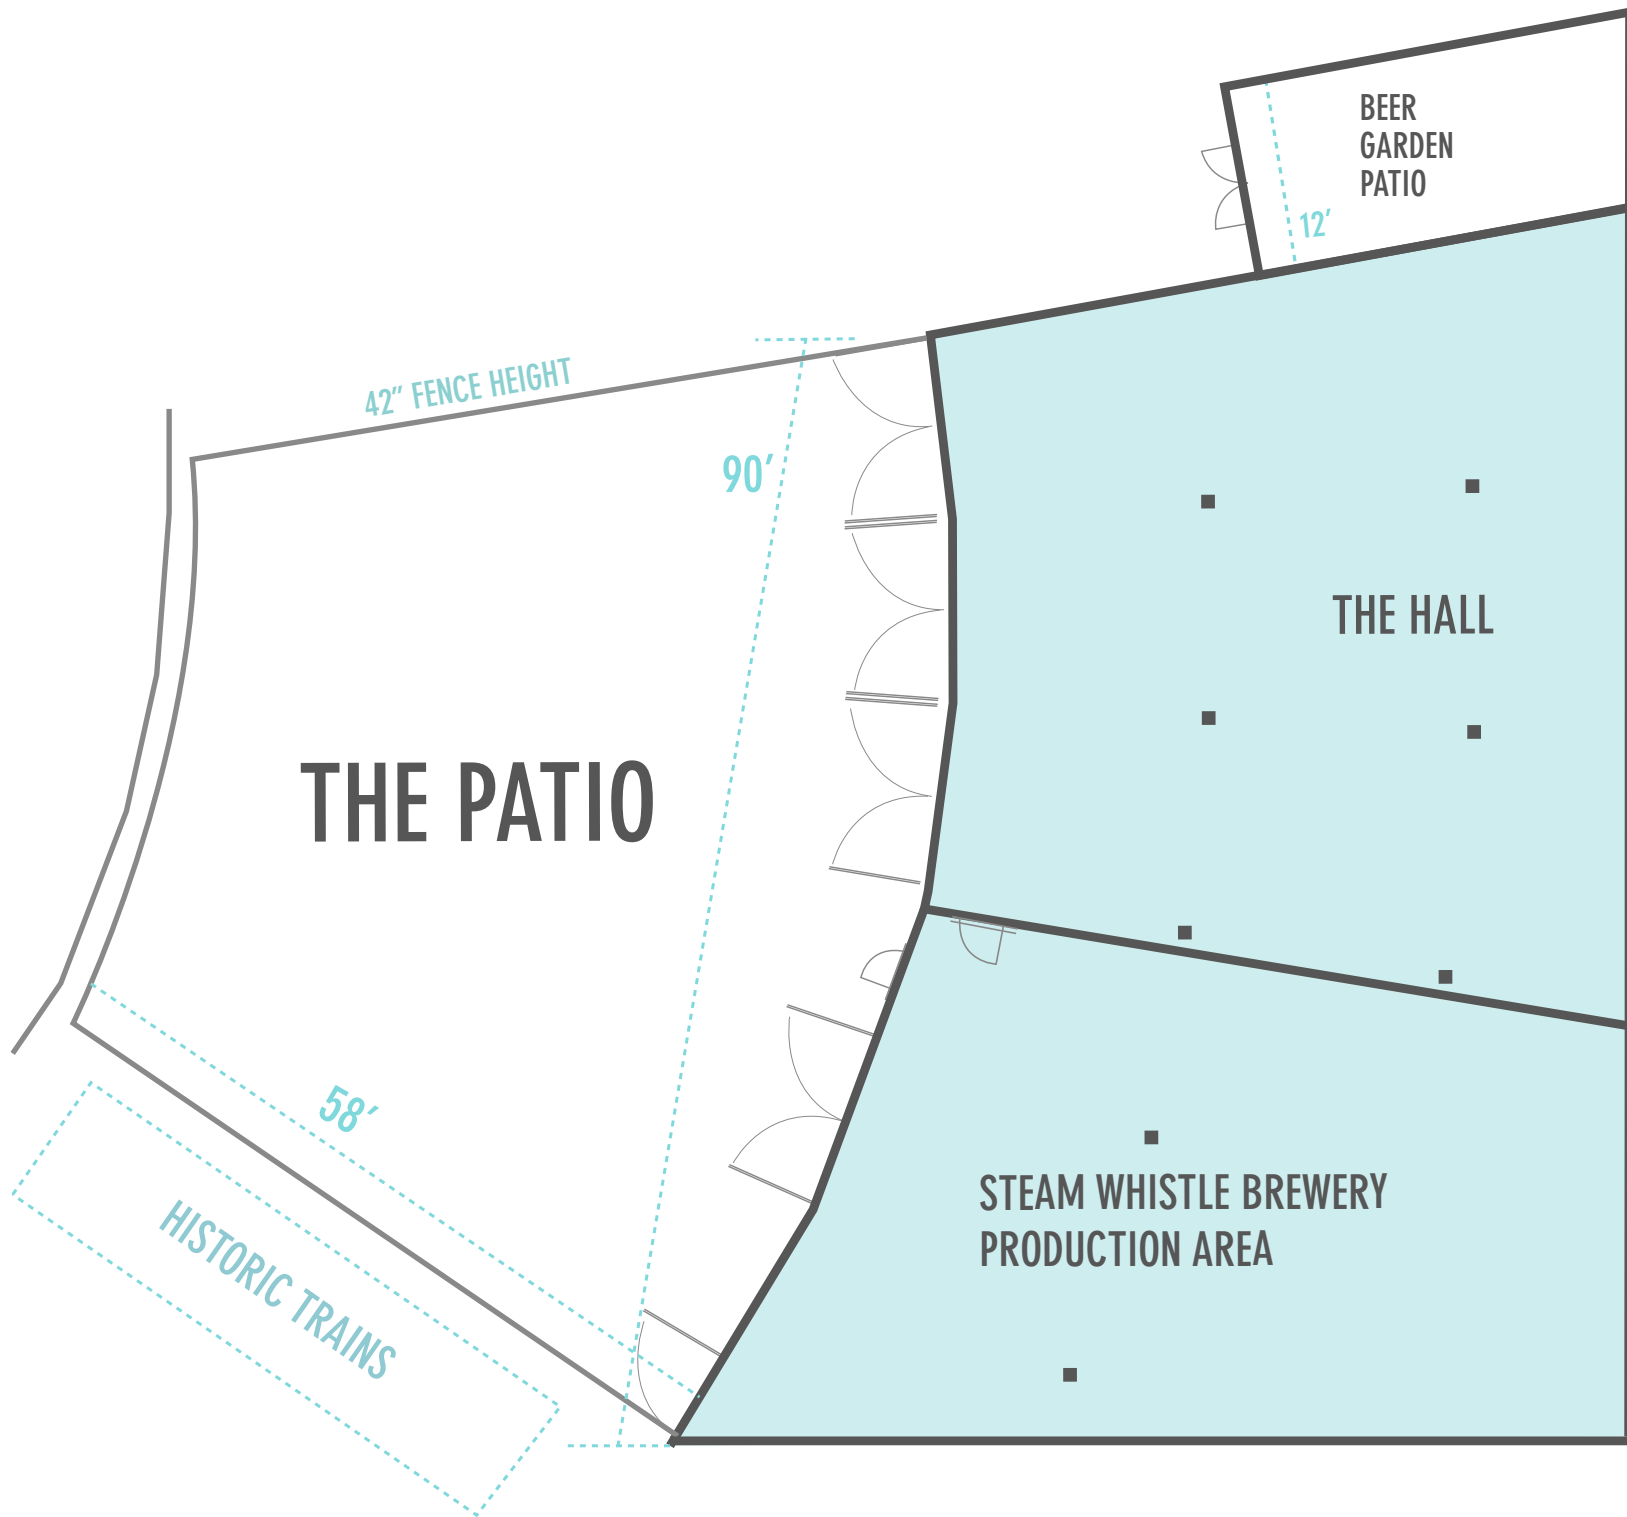 BEER
GARDEN
PATIO
12′
42″ FENCE HEIGHT
90′
THE HALL
THE PATIO
58′
STEAM WHISTLE BREWERY
PRODUCTION AREA
HISTORIC TRAINS